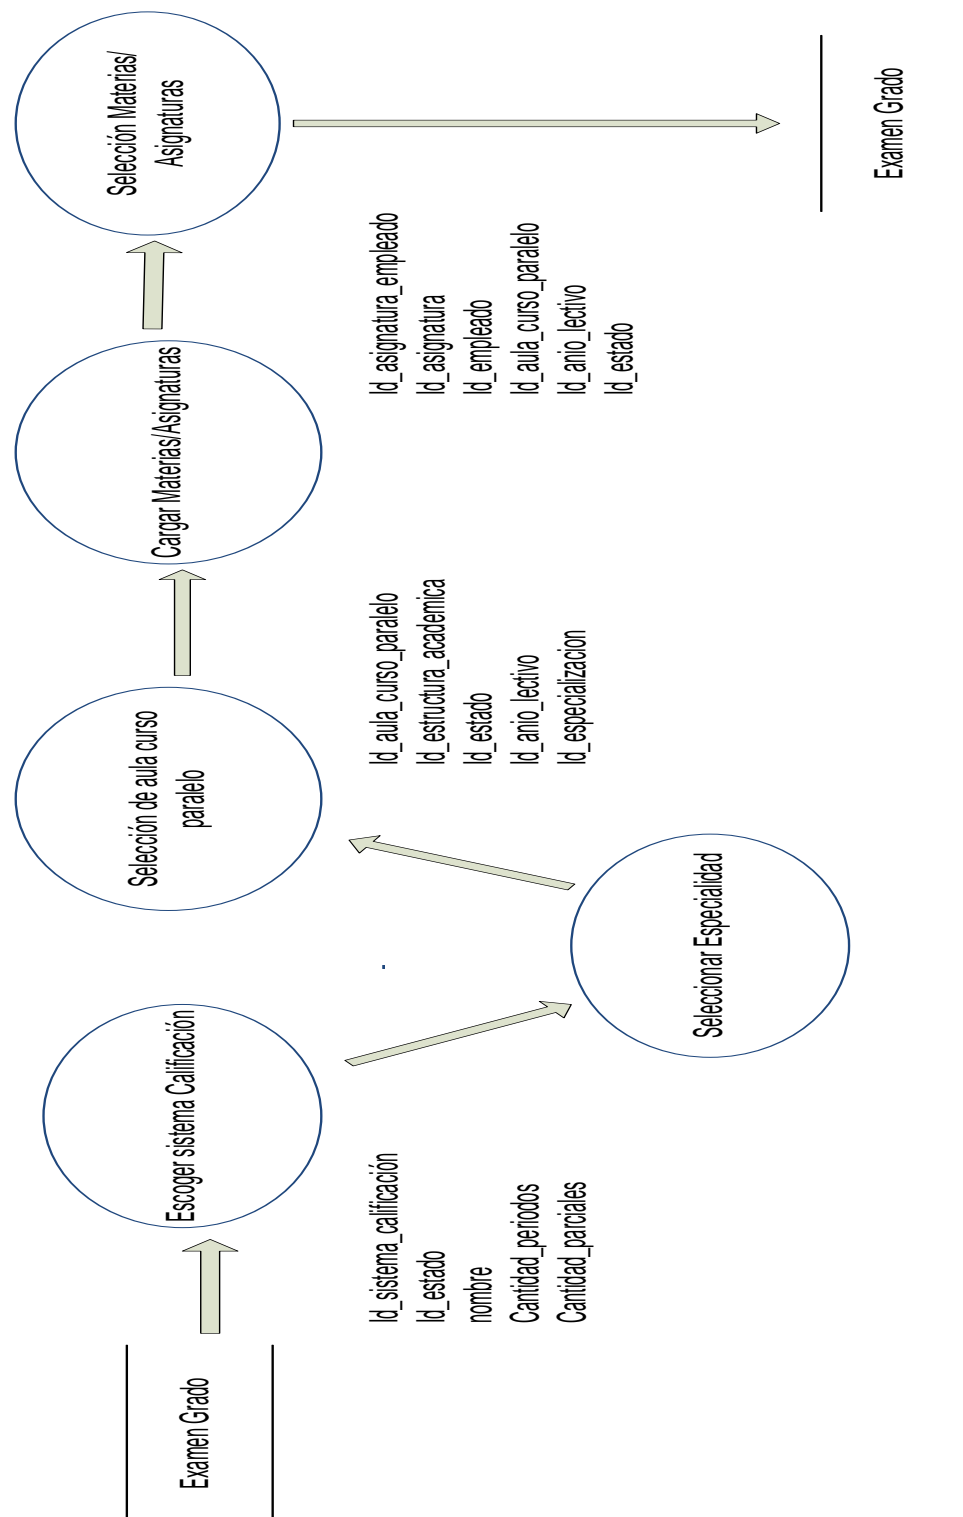 Examen Grado
Escoger sistema Calificación
Id_sistema_calificación
Id_estado
nombre
Cantidad_periodos
Cantidad_parciales
Seleccionar Especialidad
Selección de aula curso
paralelo
Id_aula_curso_paralelo
Id_estructura_academica
Id_estado
Id_anio_lectivo
Id_especializacion
Cargar Materias/Asignaturas
Id_asignatura_empleado
Id_asignatura
Id_empleado
Id_aula_curso_paralelo
Id_anio_lectivo
Id_estado
Selección Materias/
Asignaturas
Examen Grado